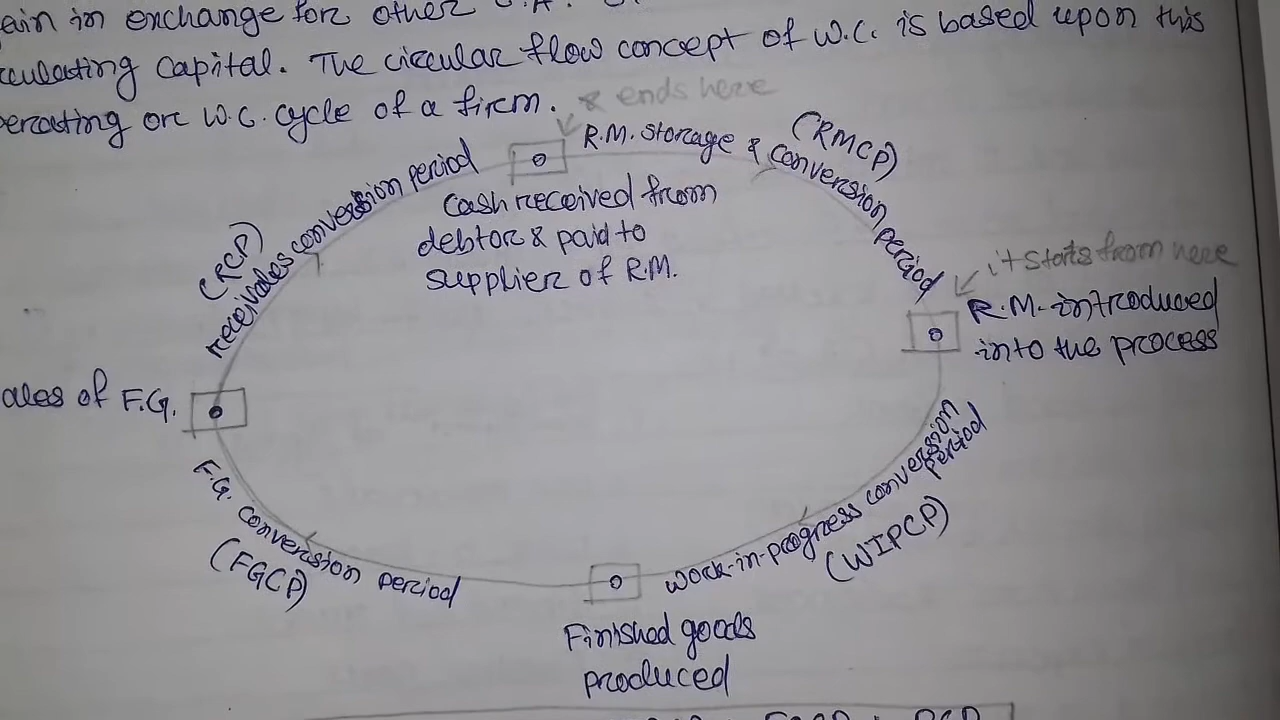 ain in exchange for other
culating capital. The circular flow concept of W.C. is based upon this
erating or W.C. cycle of a firm.
& ends here
R.M. storage & conversion period
(RMCP)
receivales conversion period
(RCP)
Cash received from
debtor & paid to
supplier of R.M.
it starts from here
R.M. introduced
into the process
ales of F.G.
F.G. conversion period
(FGCP)
work-in-progress conversion
period
(WIPCP)
Finished goods
produced